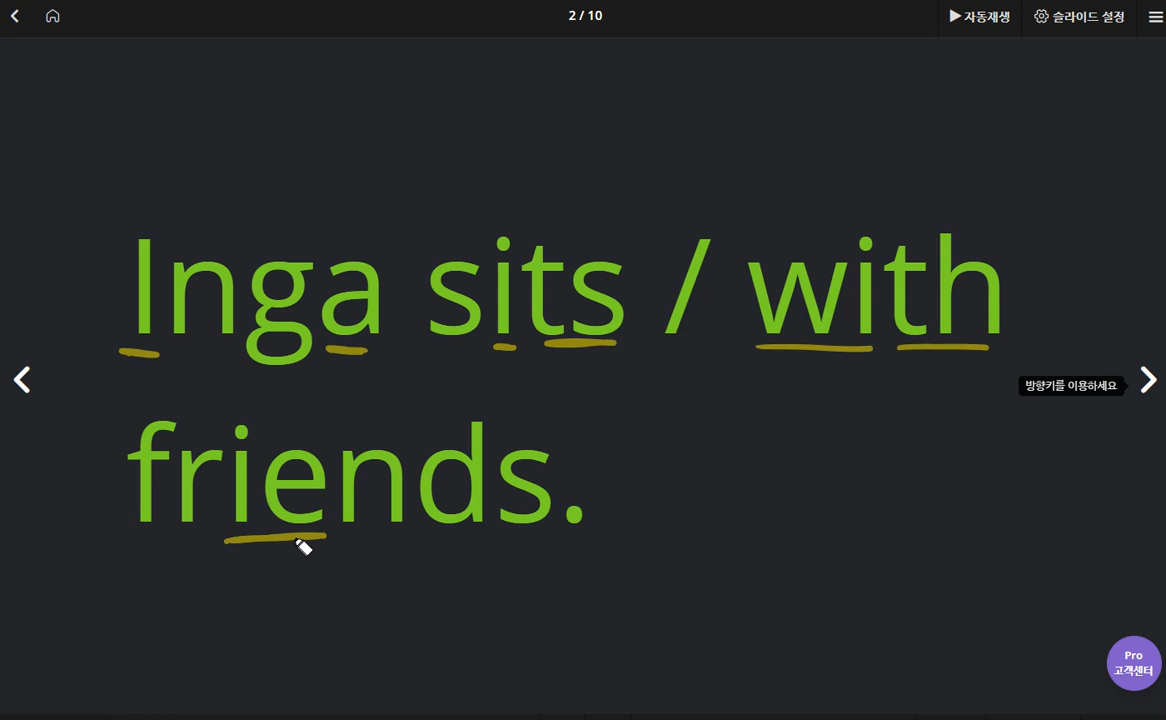 2 / 10
자동재생
슬라이드 설정
Inga sits / with
friends.
방향키를 이용하세요
Pro
고객센터